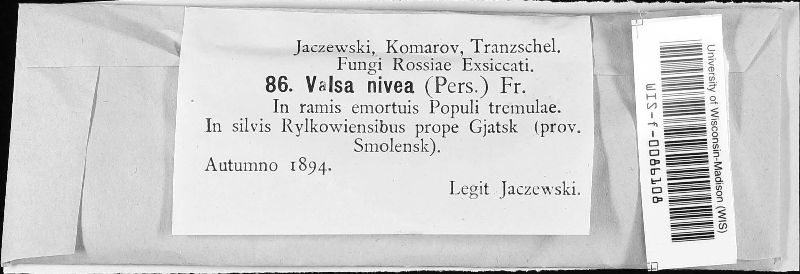 Jaczewski, Komarov, Tranzschel.
Fungi Rossiae Exsiccati.
86. Valsa nivea (Pers.) Fr.
In ramis emortuis Populi tremulae.
In silvis Rylkowiensibus prope Gjatsk (prov.
Smolensk).
Autumno 1894.
Legit Jaczewski.
University of Wisconsin-Madison (WIS)
WIS-f-0086108